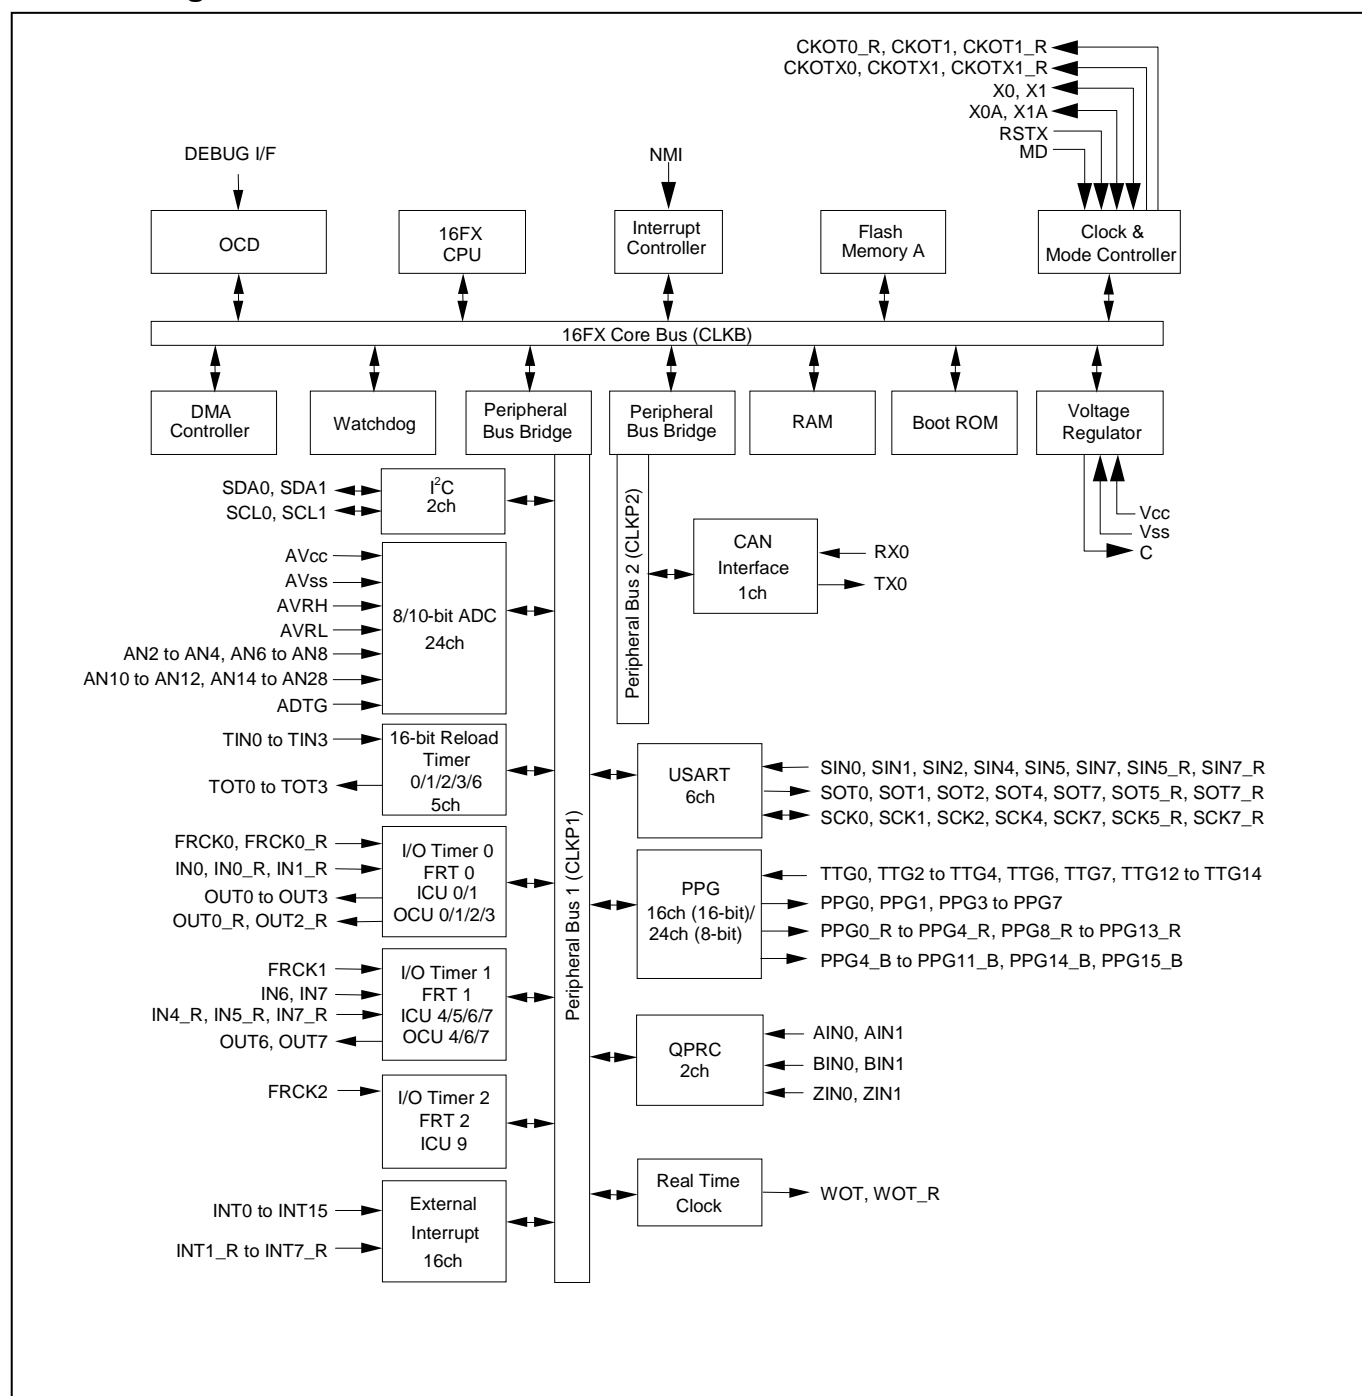 CKOT0_R, CKOT1, CKOT1_R
CKOTX0, CKOTX1, CKOTX1_R
X0, X1
X0A, X1A
RSTX
MD
DEBUG I/F
NMI
OCD
16FX
CPU
Interrupt
Controller
Flash
Memory A
Clock &
Mode Controller
16FX Core Bus (CLKB)
DMA
Controller
Watchdog
Peripheral
Bus Bridge
Peripheral
Bus Bridge
RAM
Boot ROM
Voltage
Regulator
Vcc
Vss
C
SDA0, SDA1
SCL0, SCL1
I²C
2ch
AVcc
AVss
AVRH
AVRL
AN2 to AN4, AN6 to AN8
AN10 to AN12, AN14 to AN28
ADTG
8/10-bit ADC
24ch
TIN0 to TIN3
TOT0 to TOT3
16-bit Reload
Timer
0/1/2/3/6
5ch
FRCK0, FRCK0_R
IN0, IN0_R, IN1_R
OUT0 to OUT3
OUT0_R, OUT2_R
I/O Timer 0
FRT 0
ICU 0/1
OCU 0/1/2/3
FRCK1
IN6, IN7
IN4_R, IN5_R, IN7_R
OUT6, OUT7
I/O Timer 1
FRT 1
ICU 4/5/6/7
OCU 4/6/7
FRCK2
I/O Timer 2
FRT 2
ICU 9
INT0 to INT15
INT1_R to INT7_R
External
Interrupt
16ch
Peripheral Bus 1 (CLKP1)
Peripheral Bus 2 (CLKP2)
CAN
Interface
1ch
RX0
TX0
USART
6ch
SIN0, SIN1, SIN2, SIN4, SIN5, SIN7, SIN5_R, SIN7_R
SOT0, SOT1, SOT2, SOT4, SOT7, SOT5_R, SOT7_R
SCK0, SCK1, SCK2, SCK4, SCK7, SCK5_R, SCK7_R
PPG
16ch (16-bit)/
24ch (8-bit)
TTG0, TTG2 to TTG4, TTG6, TTG7, TTG12 to TTG14
PPG0, PPG1, PPG3 to PPG7
PPG0_R to PPG4_R, PPG8_R to PPG13_R
PPG4_B to PPG11_B, PPG14_B, PPG15_B
QPRC
2ch
AIN0, AIN1
BIN0, BIN1
ZIN0, ZIN1
Real Time
Clock
WOT, WOT_R